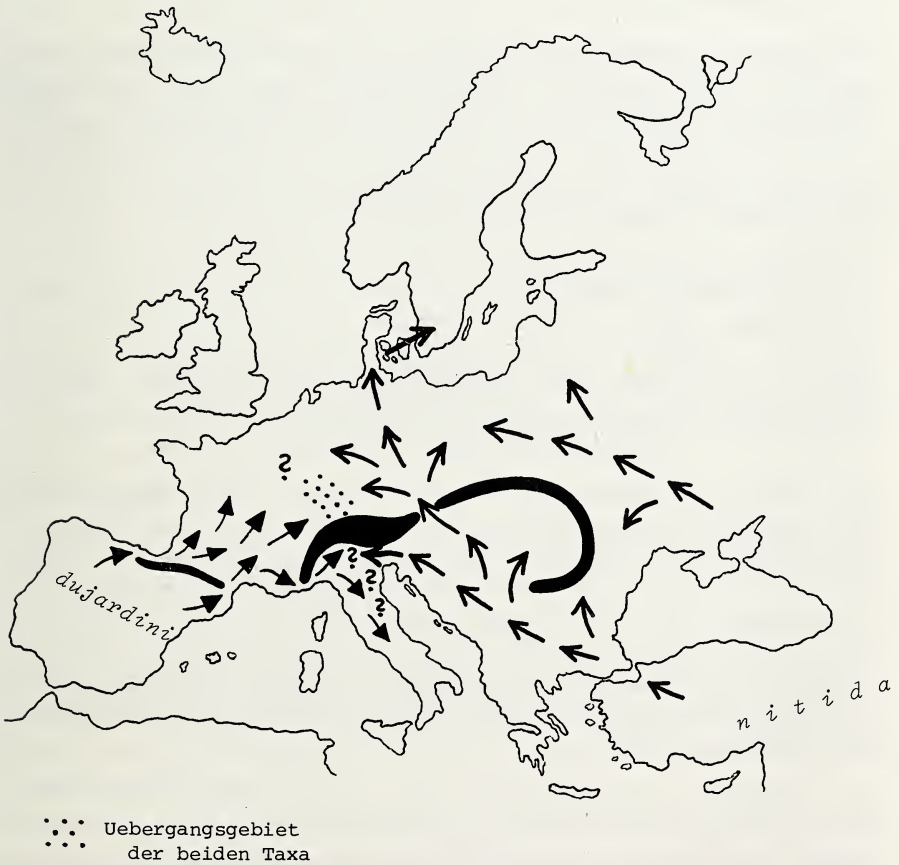 dujardini
nitida
?
?
?
?
Uebergangsgebiet
der beiden Taxa